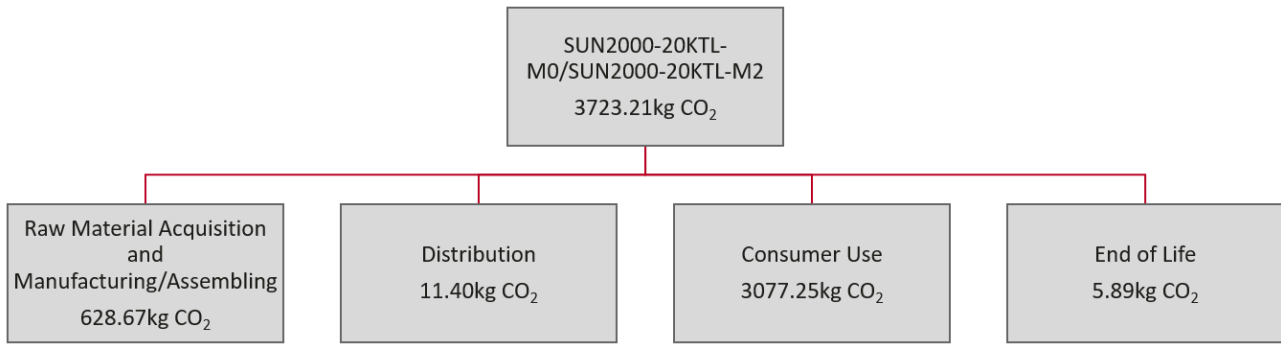 SUN2000-20KTL-
M0/SUN2000-20KTL-M2
3723.21kg CO₂
Raw Material Acquisition
and
Manufacturing/Assembling
628.67kg CO₂
Distribution
11.40kg CO₂
Consumer Use
3077.25kg CO₂
End of Life
5.89kg CO₂